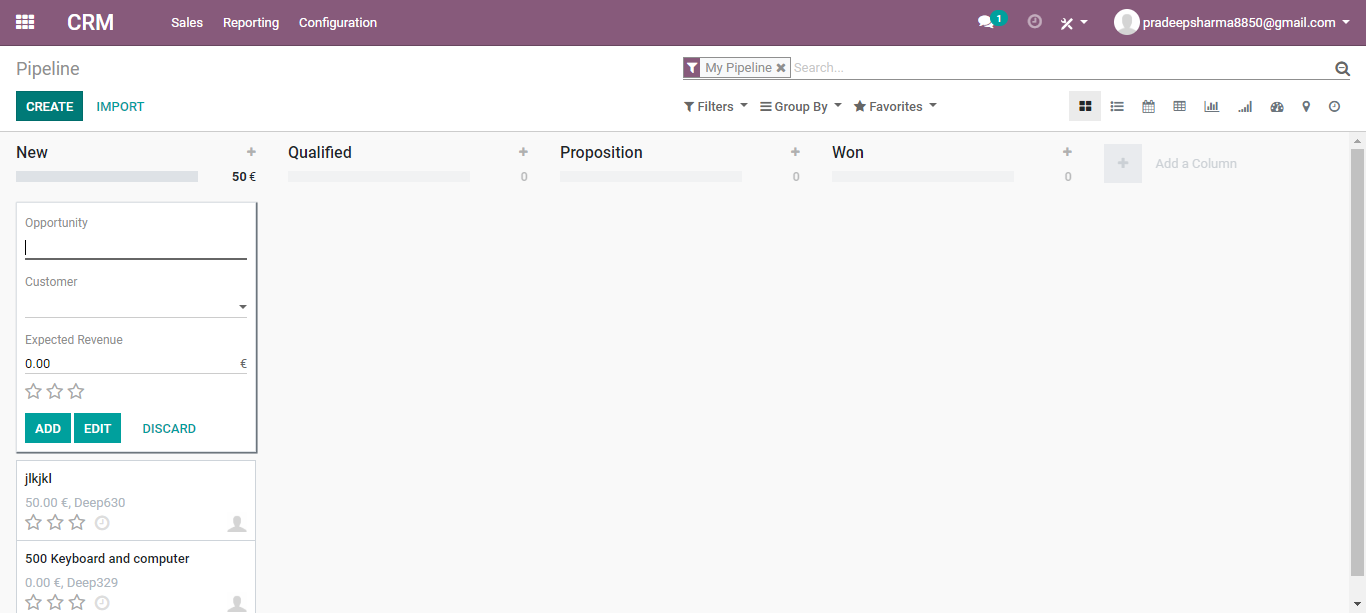 CRM Sales Reporting Configuration 1 pradeepsharma8850@gmail.com
Pipeline My Pipeline Search...
CREATE IMPORT Filters Group By Favorites
New Qualified Proposition Won Add a Column
50 € 0 0 0
Opportunity
Customer
Expected Revenue
0.00 €
ADD EDIT DISCARD
jlkjkl
50.00 €, Deep630
500 Keyboard and computer
0.00 €, Deep329